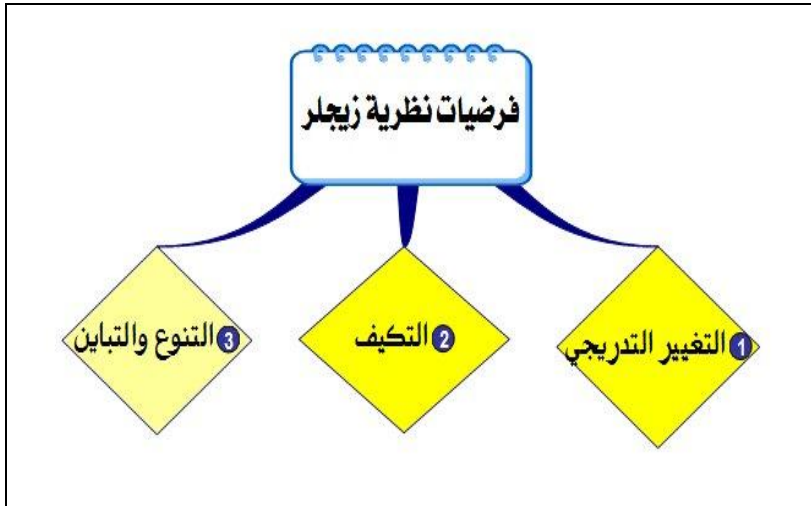 فرضيات نظرية زيجلر
1 التغيير التدريجي
2 التكيف
3 التنوع والتباين